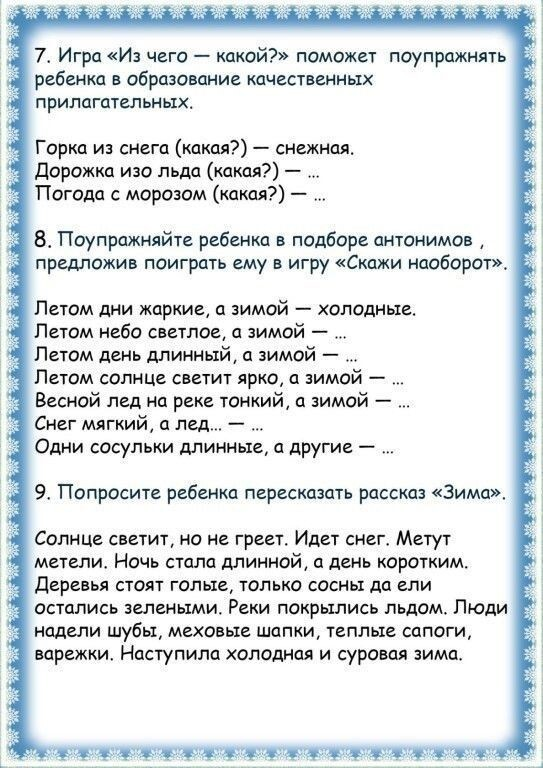 7. Игра «Из чего – какой?» поможет поупражнять
ребенка в образование качественных
прилагательных.
Горка из снега (какая?) – снежная.
Дорожка изо льда (какая?) – ...
Погода с морозом (какая?) – ...
8. Поупражняйте ребенка в подборе антонимов ,
предложив поиграть ему в игру «Скажи наоборот».
Летом дни жаркие, а зимой – холодные.
Летом небо светлое, а зимой – ...
Летом день длинный, а зимой – ...
Летом солнце светит ярко, а зимой – ...
Весной лед на реке тонкий, а зимой – ...
Снег мягкий, а лед... – ...
Одни сосульки длинные, а другие – ...
9. Попросите ребенка пересказать рассказ «Зима».
Солнце светит, но не греет. Идет снег. Метут
метели. Ночь стала длинной, а день коротким.
Деревья стоят голые, только сосны да ели
остались зелеными. Реки покрылись льдом. Люди
надели шубы, меховые шапки, теплые сапоги,
варежки. Наступила холодная и суровая зима.